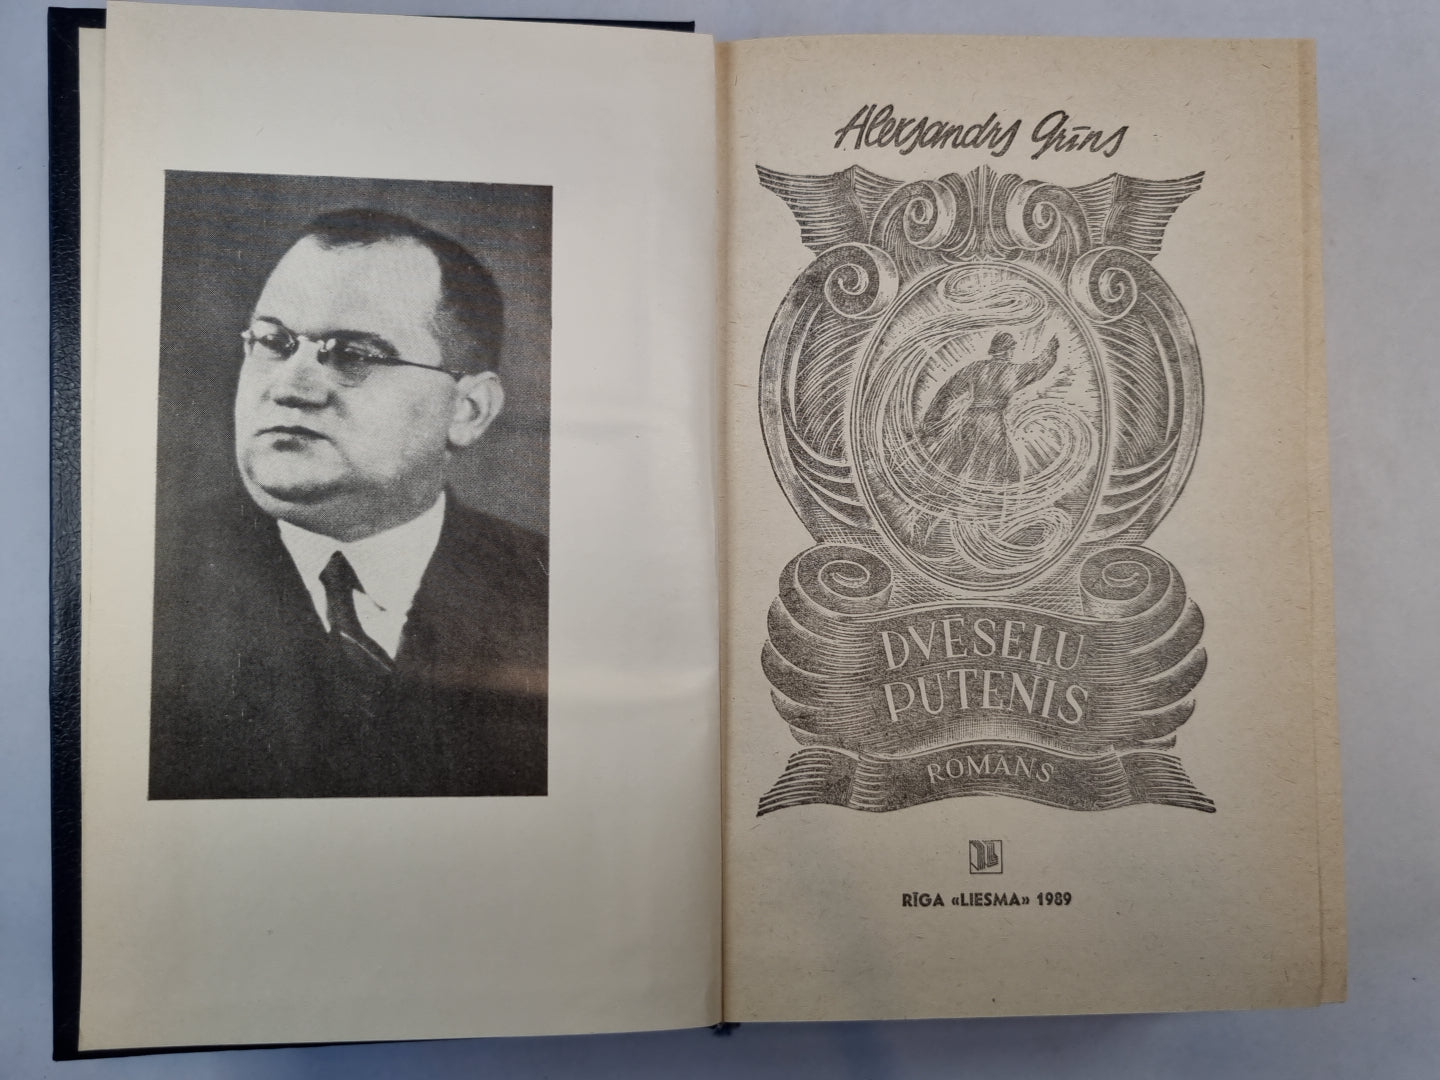 Aleksandrs Grīns
DVĒSEĻU
PUTENIS
ROMĀNS
RĪGA «LIESMA» 1989